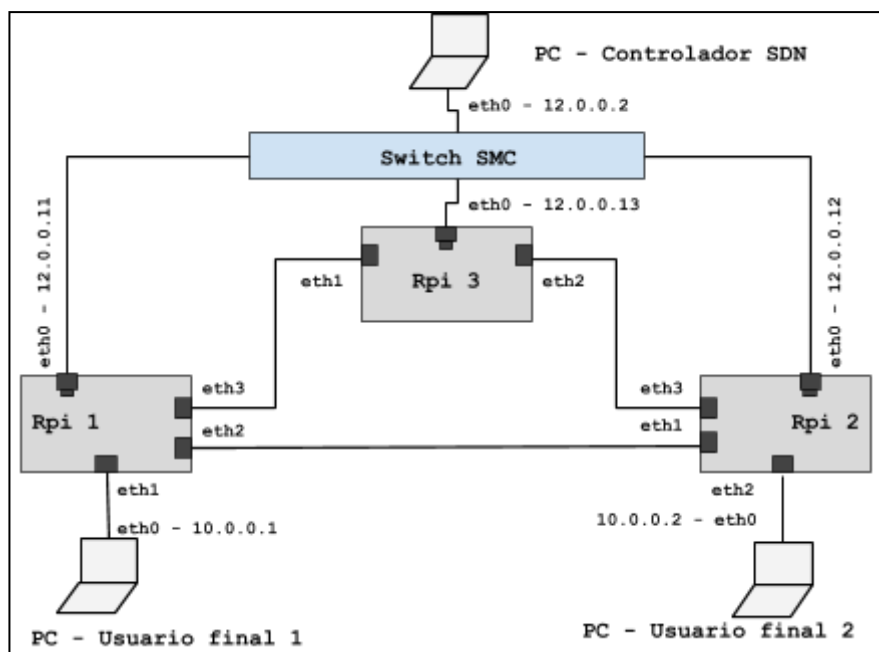 PC - Controlador SDN
eth0 - 12.0.0.2
Switch SMC
eth0 - 12.0.0.13
eth0 - 12.0.0.11
eth0 - 12.0.0.12
eth1
Rpi 3
eth2
eth3
eth3
Rpi 1
eth2
eth1
Rpi 2
eth1
eth2
eth0 - 10.0.0.1
10.0.0.2 - eth0
PC - Usuario final 1
PC - Usuario final 2